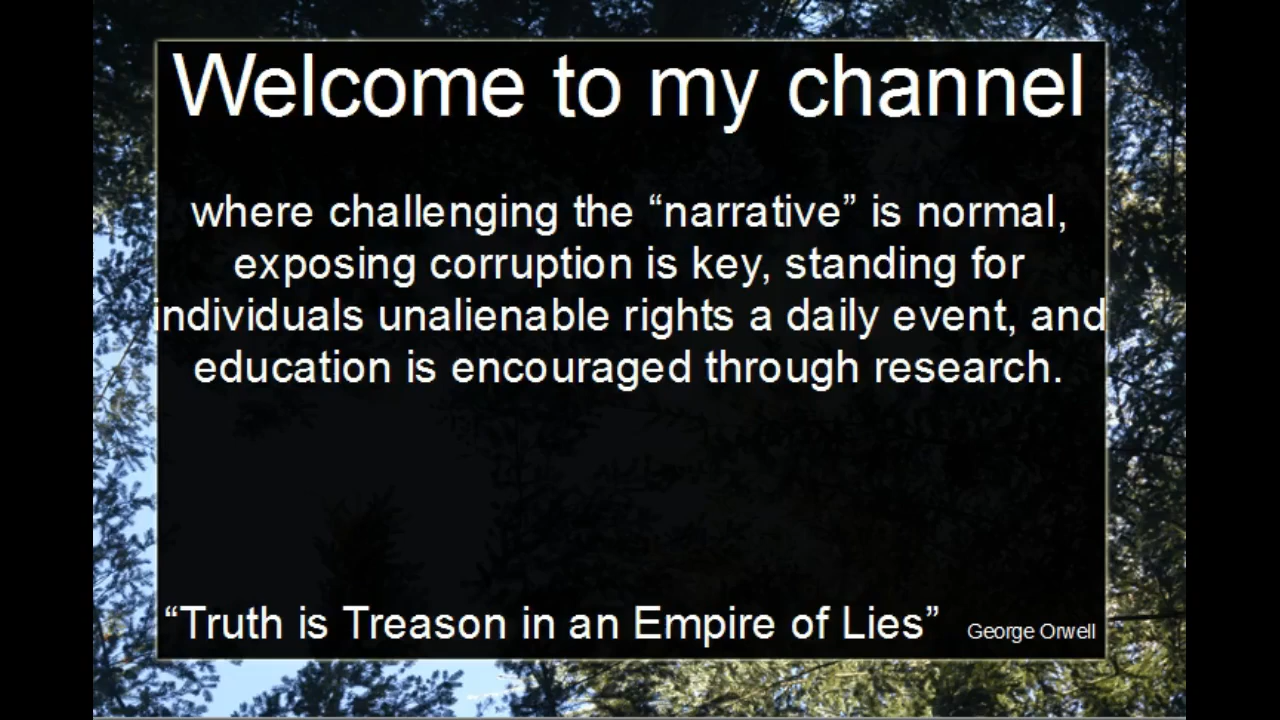 Welcome to my channel
where challenging the “narrative” is normal,
exposing corruption is key, standing for
individuals unalienable rights a daily event, and
education is encouraged through research.
“Truth is Treason in an Empire of Lies” George Orwell